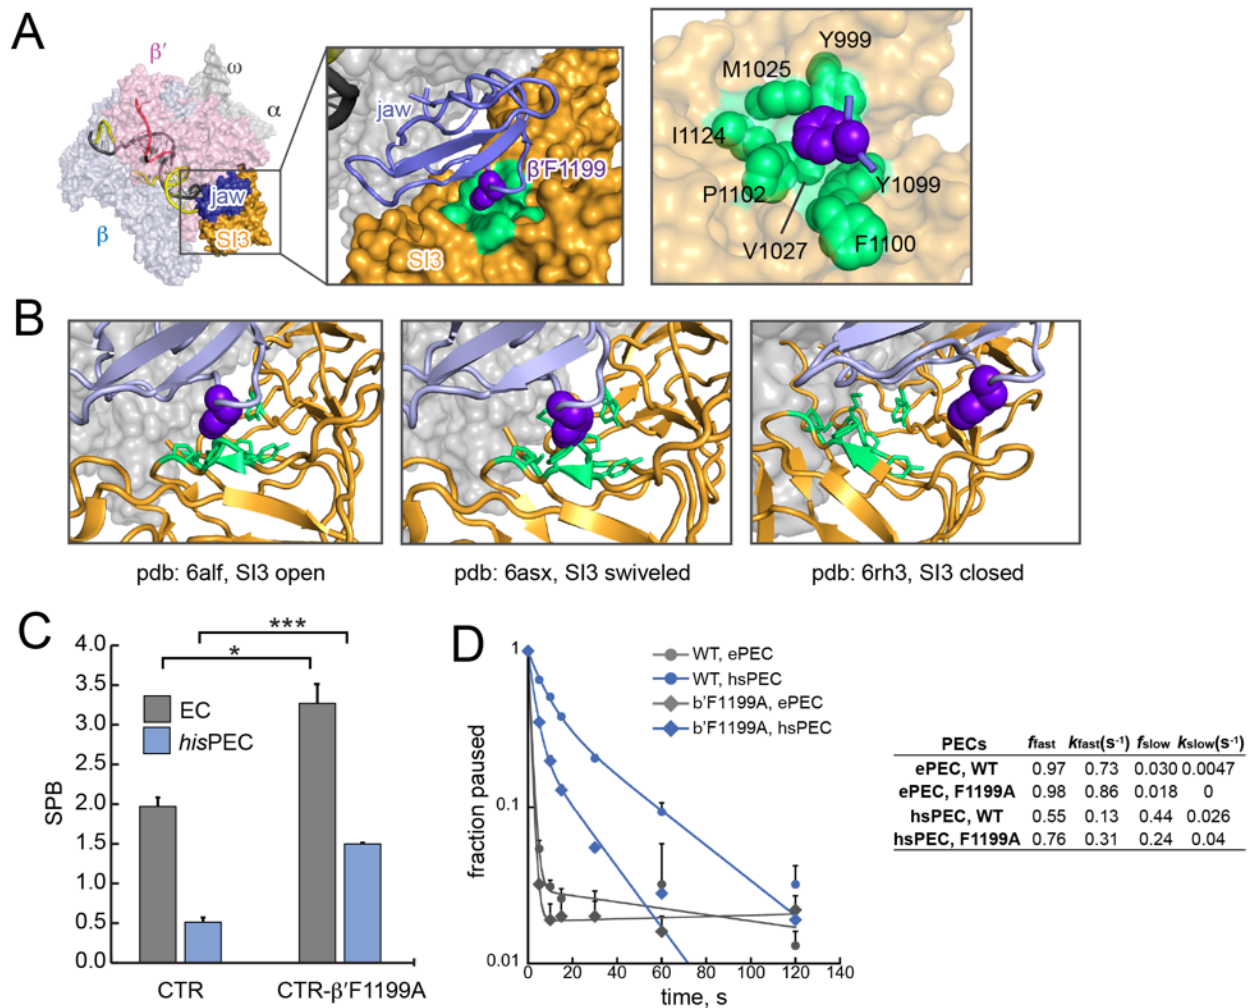 A
β′
ω
α
jaw
β
SI3
jaw
β′F1199
SI3
Y999
M1025
I1124
P1102
Y1099
V1027
F1100
B
pdb: 6alf, SI3 open
pdb: 6asx, SI3 swiveled
pdb: 6rh3, SI3 closed
C
SPB
4.0
3.5
3.0
2.5
2.0
1.5
1.0
0.5
0.0
***
*
EC
hisPEC
CTR
CTR-β′F1199A
D
fraction paused
1
0.1
0.01
WT, ePEC
WT, hsPEC
b'F1199A, ePEC
b'F1199A, hsPEC
0 20 40 60 80 100 120 140
time, s
PECs ffast kfast(s-1) fslow kslow(s-1)
ePEC, WT 0.97 0.73 0.030 0.0047
ePEC, F1199A 0.98 0.86 0.018 0
hsPEC, WT 0.55 0.13 0.44 0.026
hsPEC, F1199A 0.76 0.31 0.24 0.04